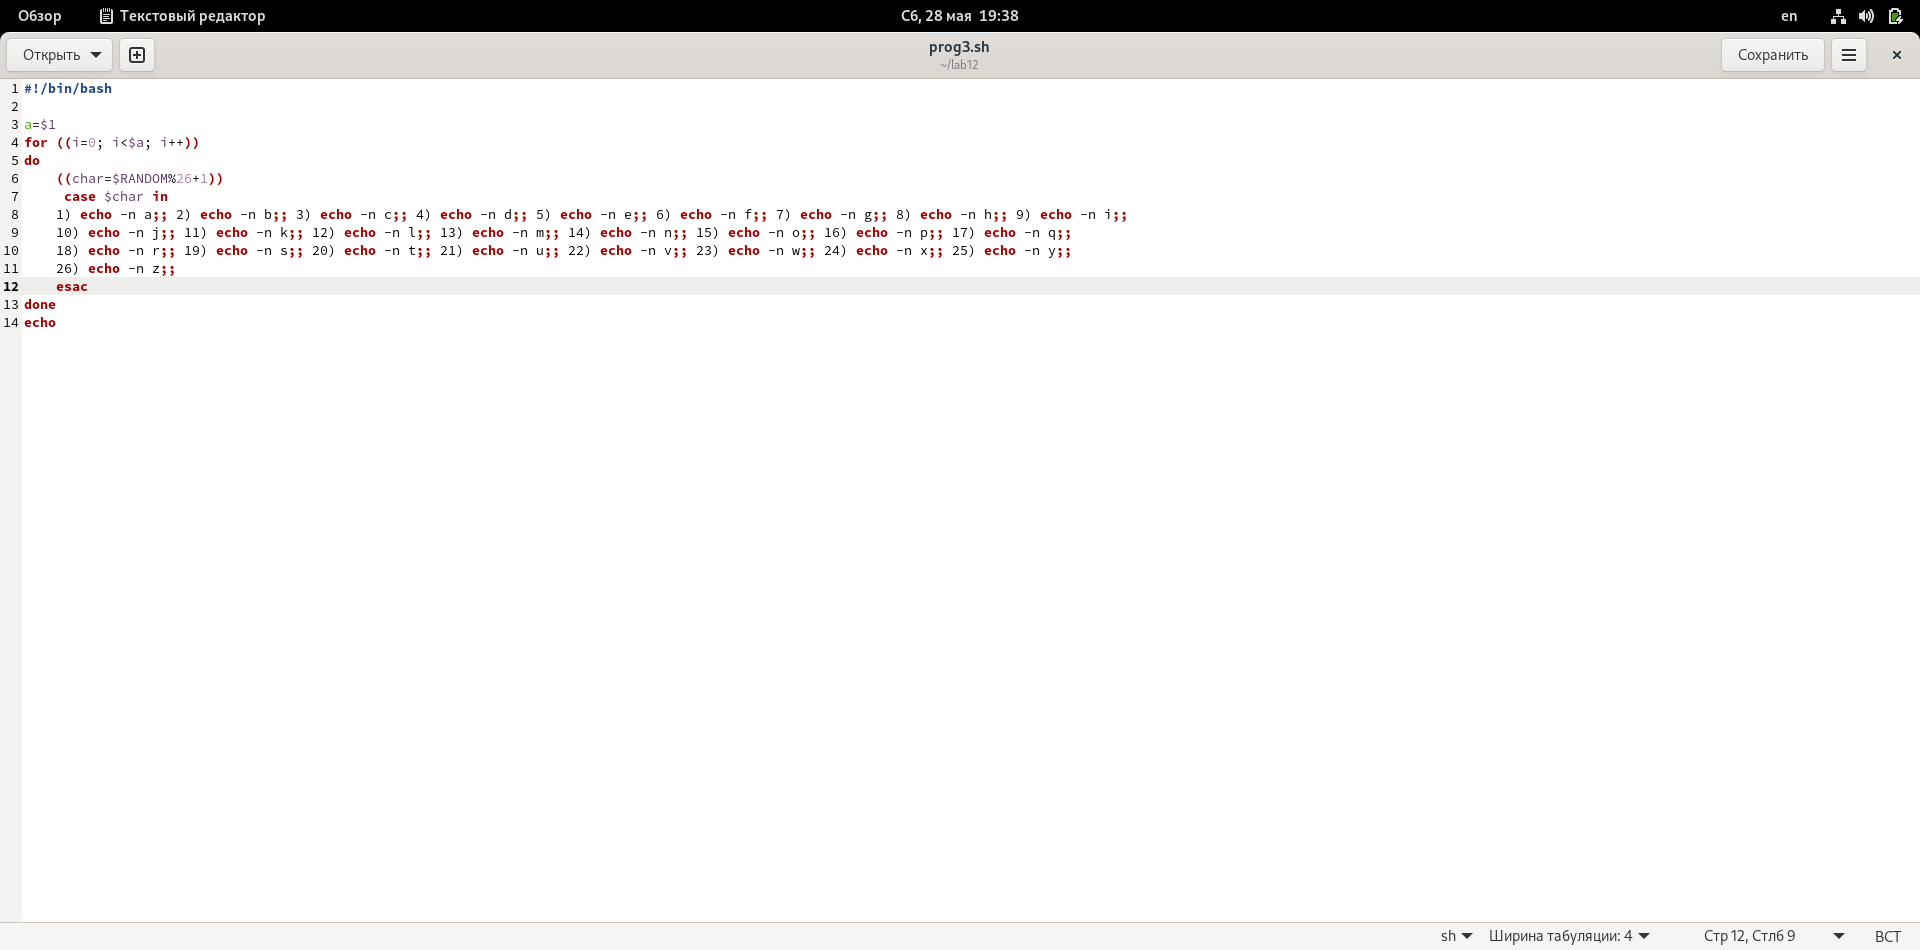 Обзор Текстовый редактор Сб, 28 мая 19:38 en
Открыть prog3.sh Сохранить
~/lab12
1 #!/bin/bash
2
3 a=$1
4 for ((i=0; i<$a; i++))
5 do
6     ((char=$RANDOM%26+1))
7      case $char in
8     1) echo -n a;; 2) echo -n b;; 3) echo -n c;; 4) echo -n d;; 5) echo -n e;; 6) echo -n f;; 7) echo -n g;; 8) echo -n h;; 9) echo -n i;;
9     10) echo -n j;; 11) echo -n k;; 12) echo -n l;; 13) echo -n m;; 14) echo -n n;; 15) echo -n o;; 16) echo -n p;; 17) echo -n q;;
10     18) echo -n r;; 19) echo -n s;; 20) echo -n t;; 21) echo -n u;; 22) echo -n v;; 23) echo -n w;; 24) echo -n x;; 25) echo -n y;;
11     26) echo -n z;;
12     esac
13 done
14 echo
sh Ширина табуляции: 4 Стр 12, Стлб 9 ВСТ